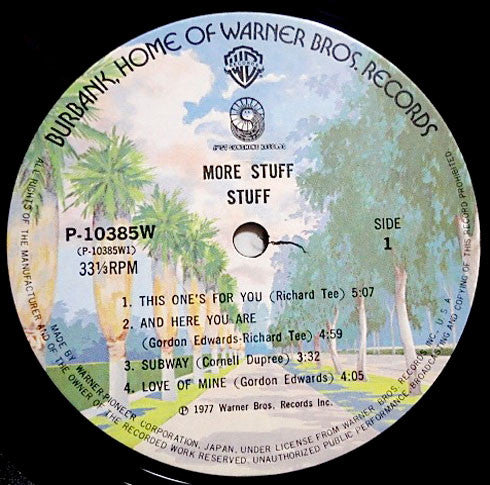 BURBANK, HOME OF WARNER BROS. RECORDS
JUST SUNSHINE RECORDS
MORE STUFF
STUFF
P-10385W
(P-10385W1)
33⅓RPM
SIDE
1
1. THIS ONE'S FOR YOU (Richard Tee) 5:07
2. AND HERE YOU ARE
(Gordon Edwards-Richard Tee) 4:59
3. SUBWAY (Cornell Dupree) 3:32
4. LOVE OF MINE (Gordon Edwards) 4:05
℗ 1977 Warner Bros. Records Inc.
MADE BY WARNER-PIONEER CORPORATION, JAPAN, UNDER LICENSE FROM WARNER BROS. RECORDS INC., U.S.A.
ALL RIGHTS OF THE MANUFACTURER AND OF THE OWNER OF THE RECORDED WORK RESERVED. UNAUTHORIZED PUBLIC PERFORMANCE, BROADCASTING AND COPYING OF THIS RECORD PROHIBITED.